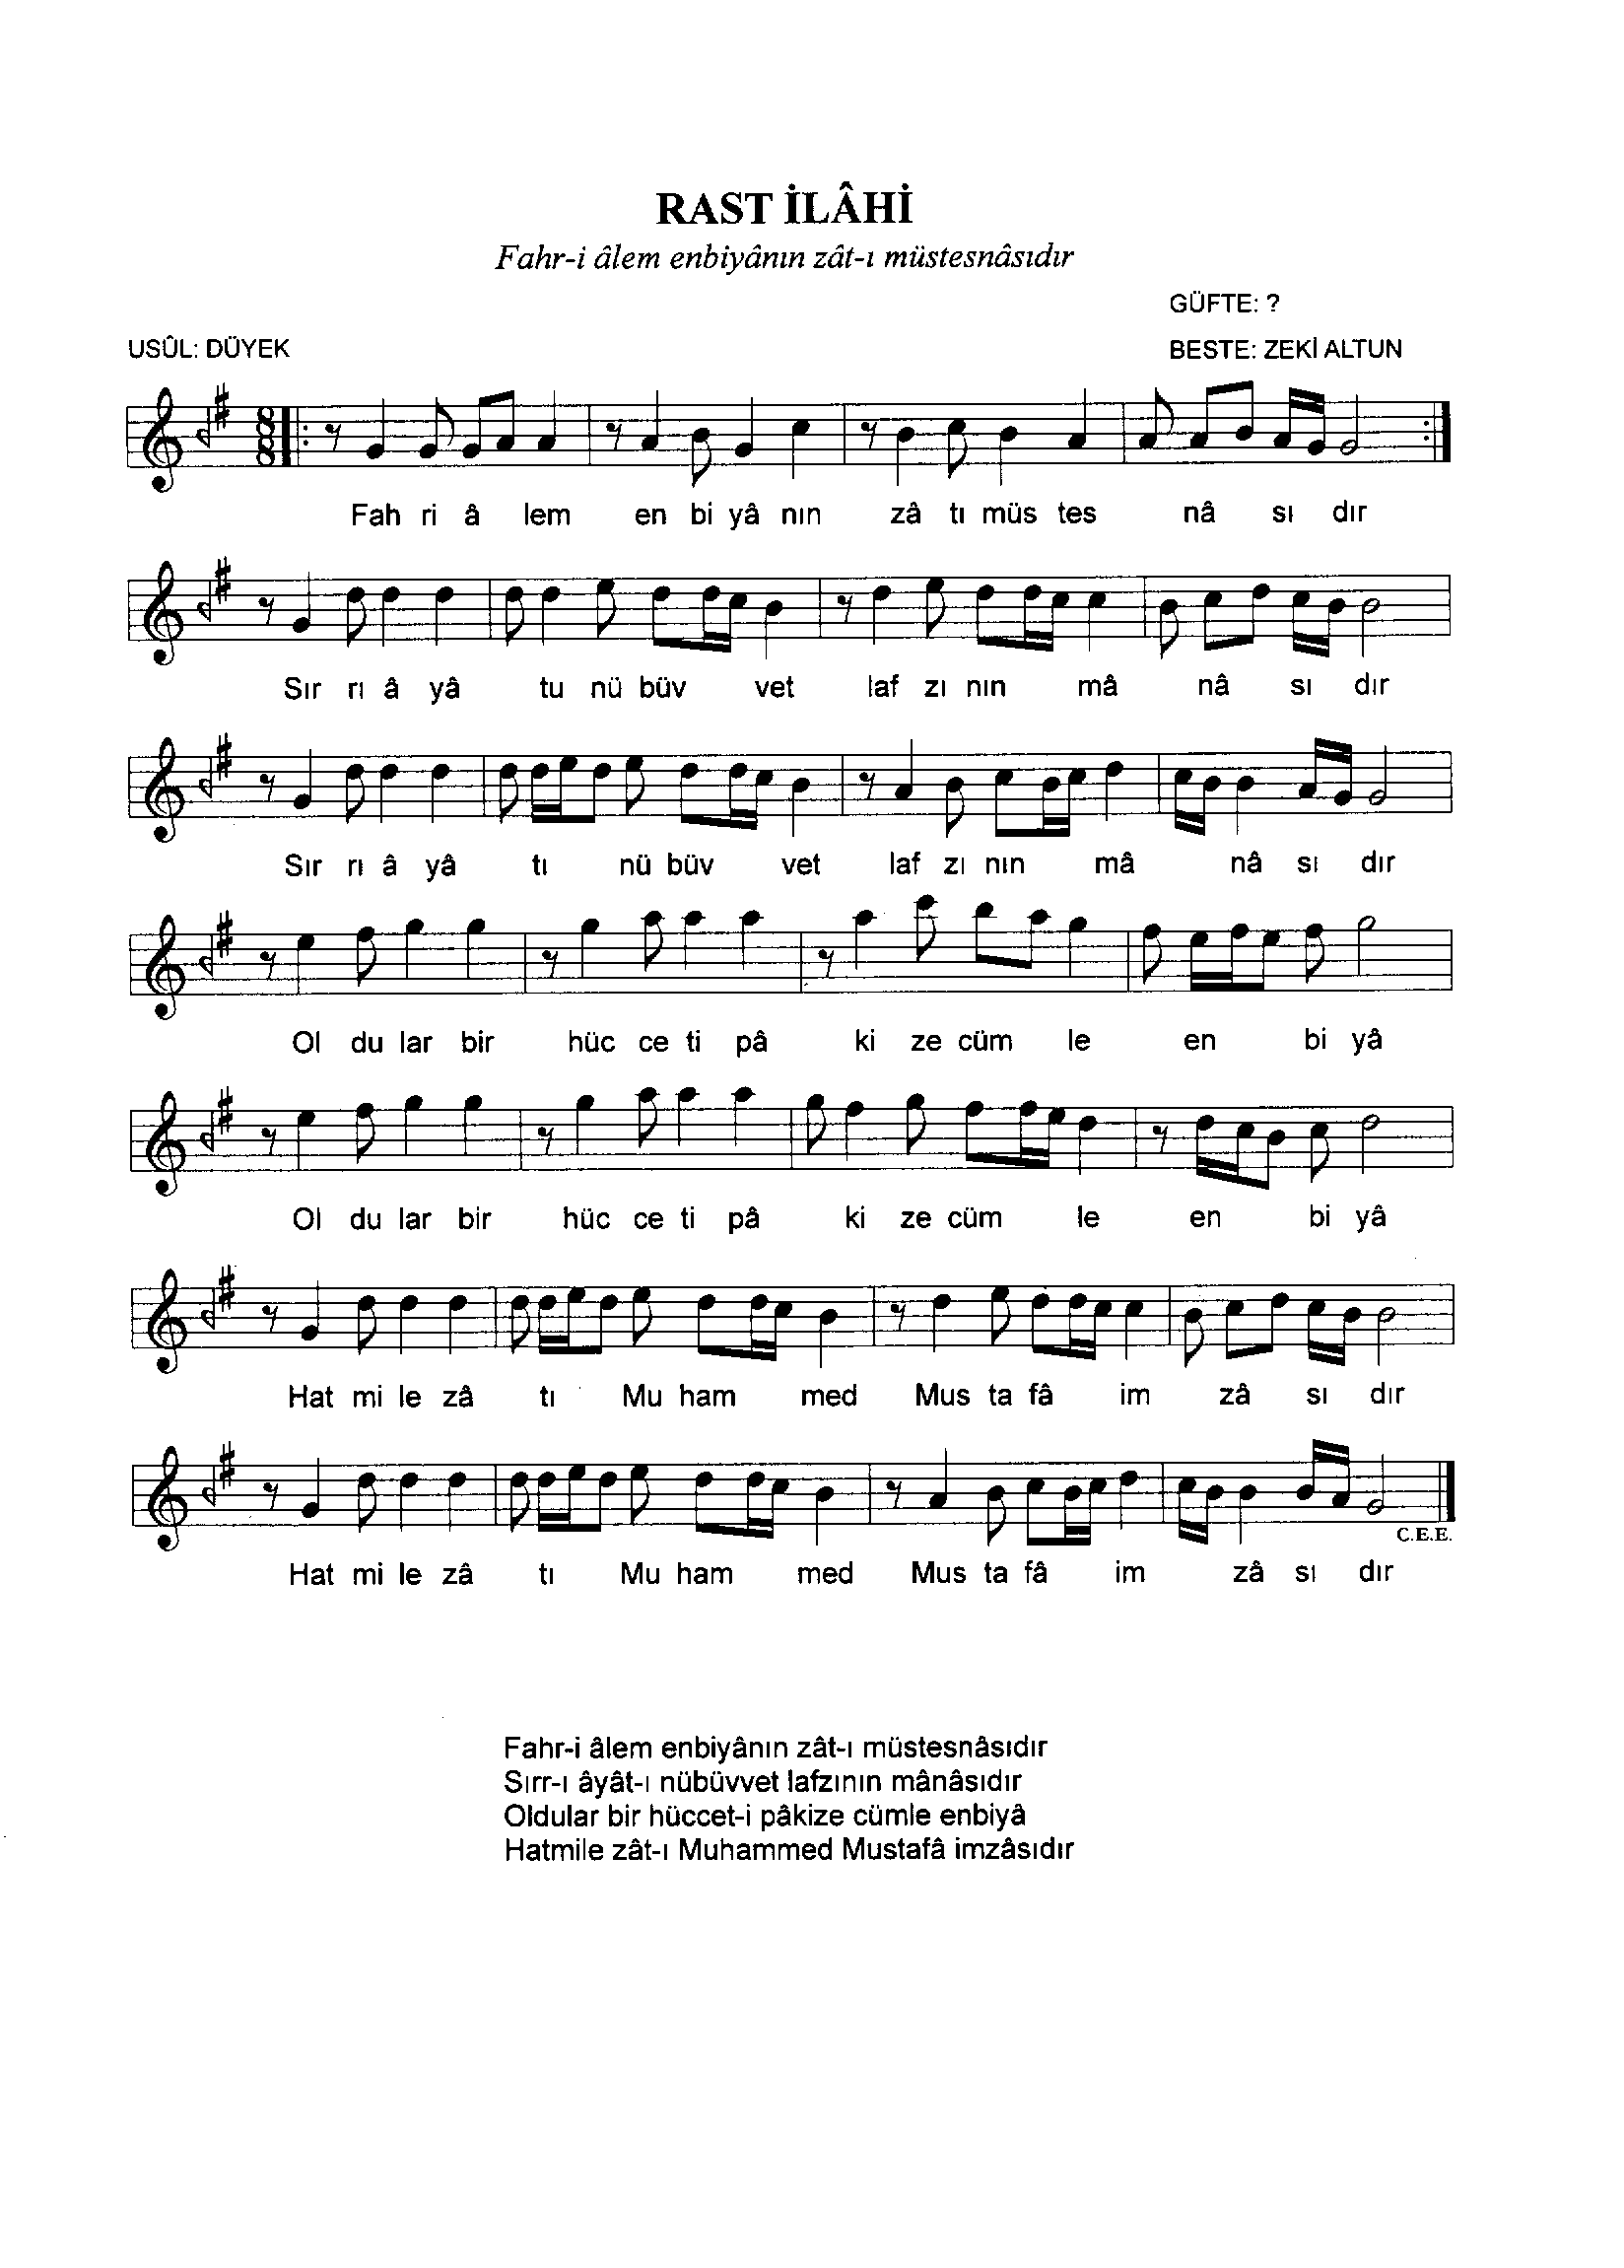 RAST İLÂHİ
Fahr-i âlem enbiyânın zât-ı müstesnâsıdır
GÜFTE: ?
USÛL: DÜYEK
BESTE: ZEKİ ALTUN
8
8
Fah ri â lem en bi yâ nın zâ tı müs tes nâ sı dır
Sır rı â yâ tu nü büv vet laf zı nın mâ nâ sı dır
Sır rı â yâ tı nü büv vet laf zı nın mâ nâ sı dır
Ol du lar bir hüc ce ti pâ ki ze cüm le en bi yâ
Ol du lar bir hüc ce ti pâ ki ze cüm le en bi yâ
Hat mi le zâ tı Mu ham med Mus ta fâ im zâ sı dır
C.E.E.
Hat mi le zâ tı Mu ham med Mus ta fâ im zâ sı dır
Fahr-i âlem enbiyânın zât-ı müstesnâsıdır
Sırr-ı âyât-ı nübüvvet lafzının mânâsıdır
Oldular bir hüccet-i pâkize cümle enbiyâ
Hatmile zât-ı Muhammed Mustafâ imzâsıdır